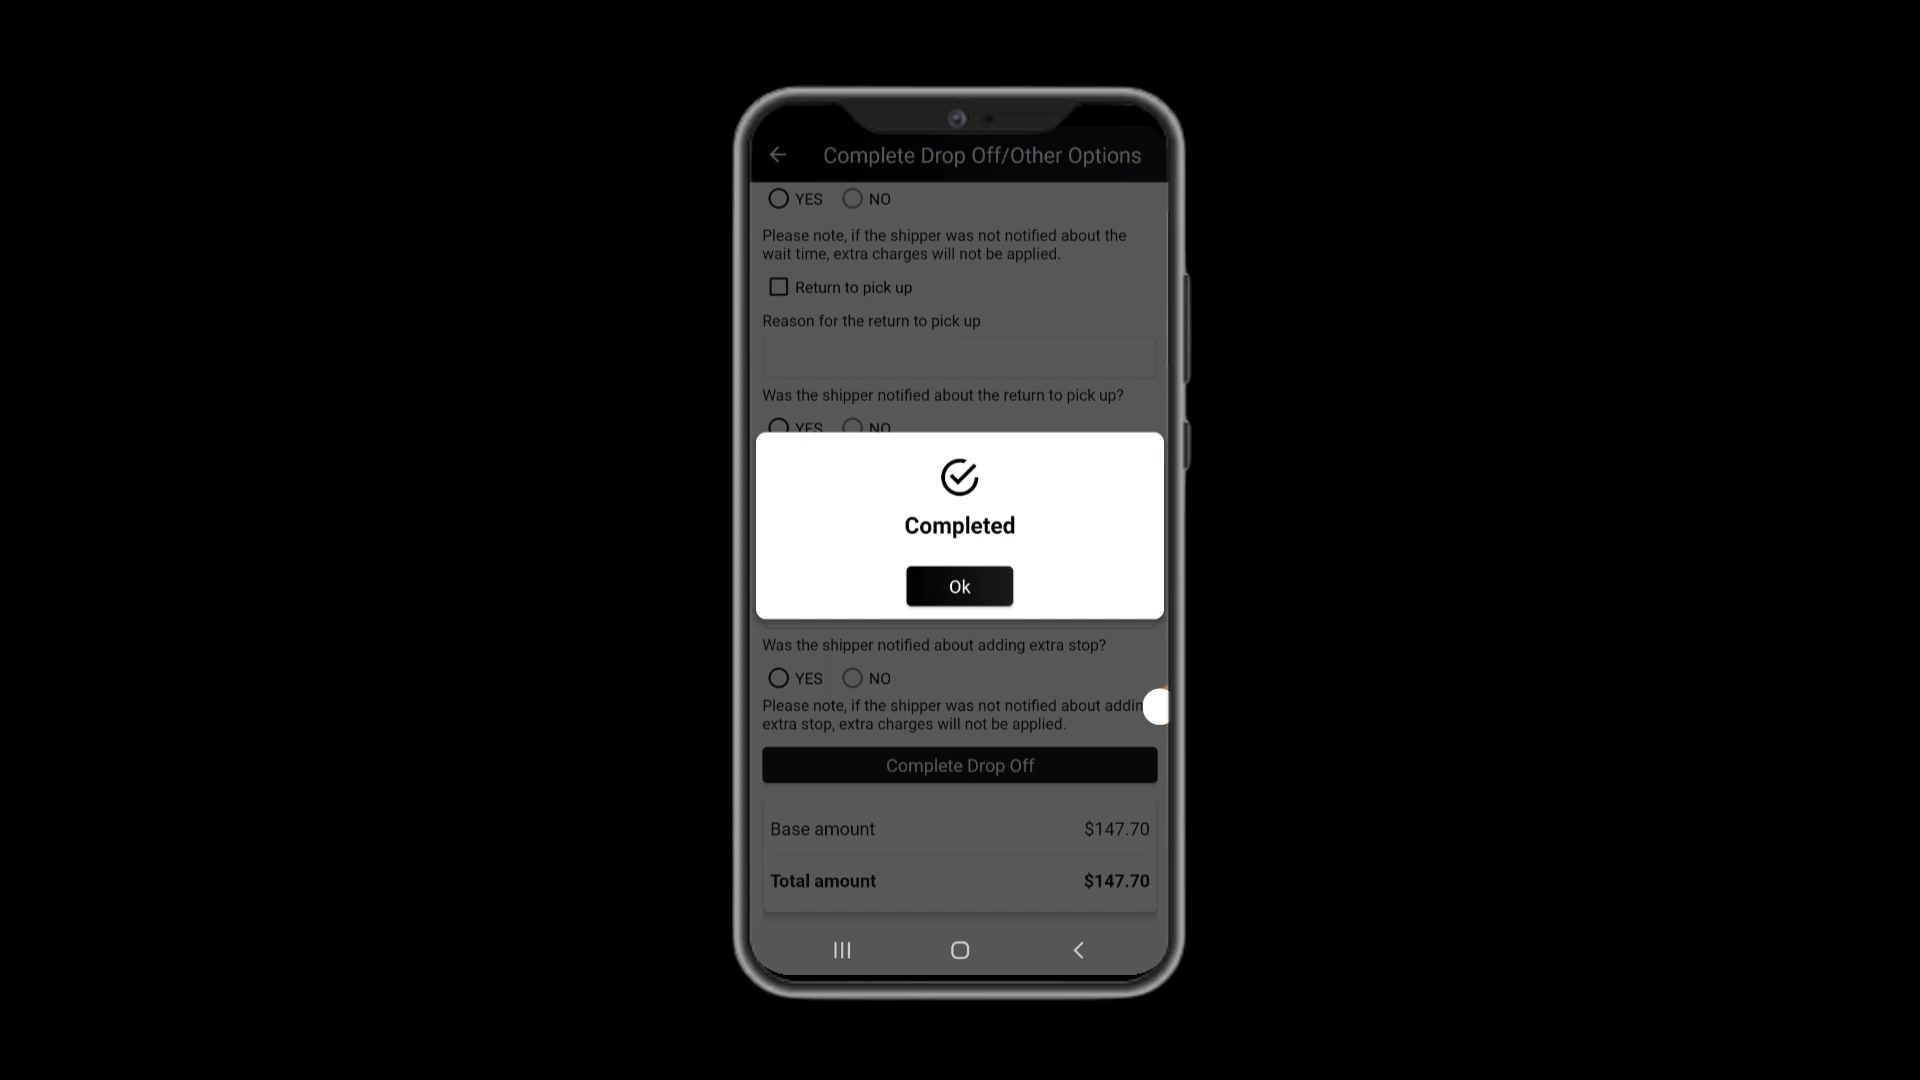 Complete Drop Off/Other Options
YES NO
Please note, if the shipper was not notified about the
wait time, extra charges will not be applied.
Return to pick up
Reason for the return to pick up
Was the shipper notified about the return to pick up?
YES NO
Completed
Ok
Was the shipper notified about adding extra stop?
YES NO
Please note, if the shipper was not notified about addin
extra stop, extra charges will not be applied.
Complete Drop Off
Base amount $147.70
Total amount $147.70